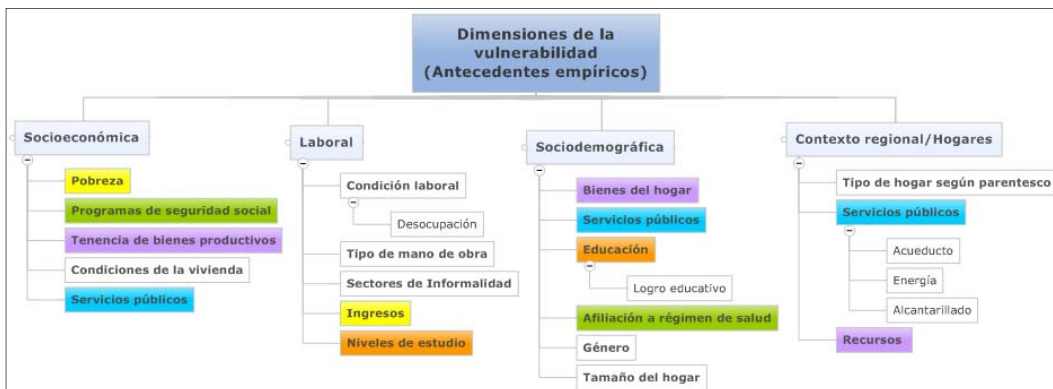 Dimensiones de la
vulnerabilidad
(Antecedentes empíricos)
Socioeconómica
Pobreza
Programas de seguridad social
Tenencia de bienes productivos
Condiciones de la vivienda
Servicios públicos
Laboral
Condición laboral
Desocupación
Tipo de mano de obra
Sectores de Informalidad
Ingresos
Niveles de estudio
Sociodemográfica
Bienes del hogar
Servicios públicos
Educación
Logro educativo
Afiliación a régimen de salud
Género
Tamaño del hogar
Contexto regional/Hogares
Tipo de hogar según parentesco
Servicios públicos
Acueducto
Energía
Alcantarillado
Recursos